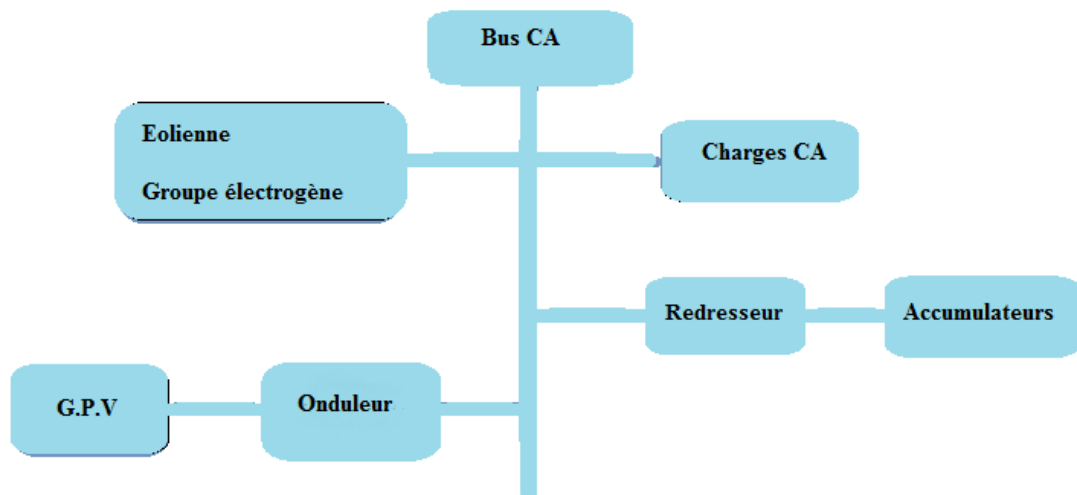 Bus CA
Eolienne
Groupe électrogène
Charges CA
Redresseur
Accumulateurs
G.P.V
Onduleur